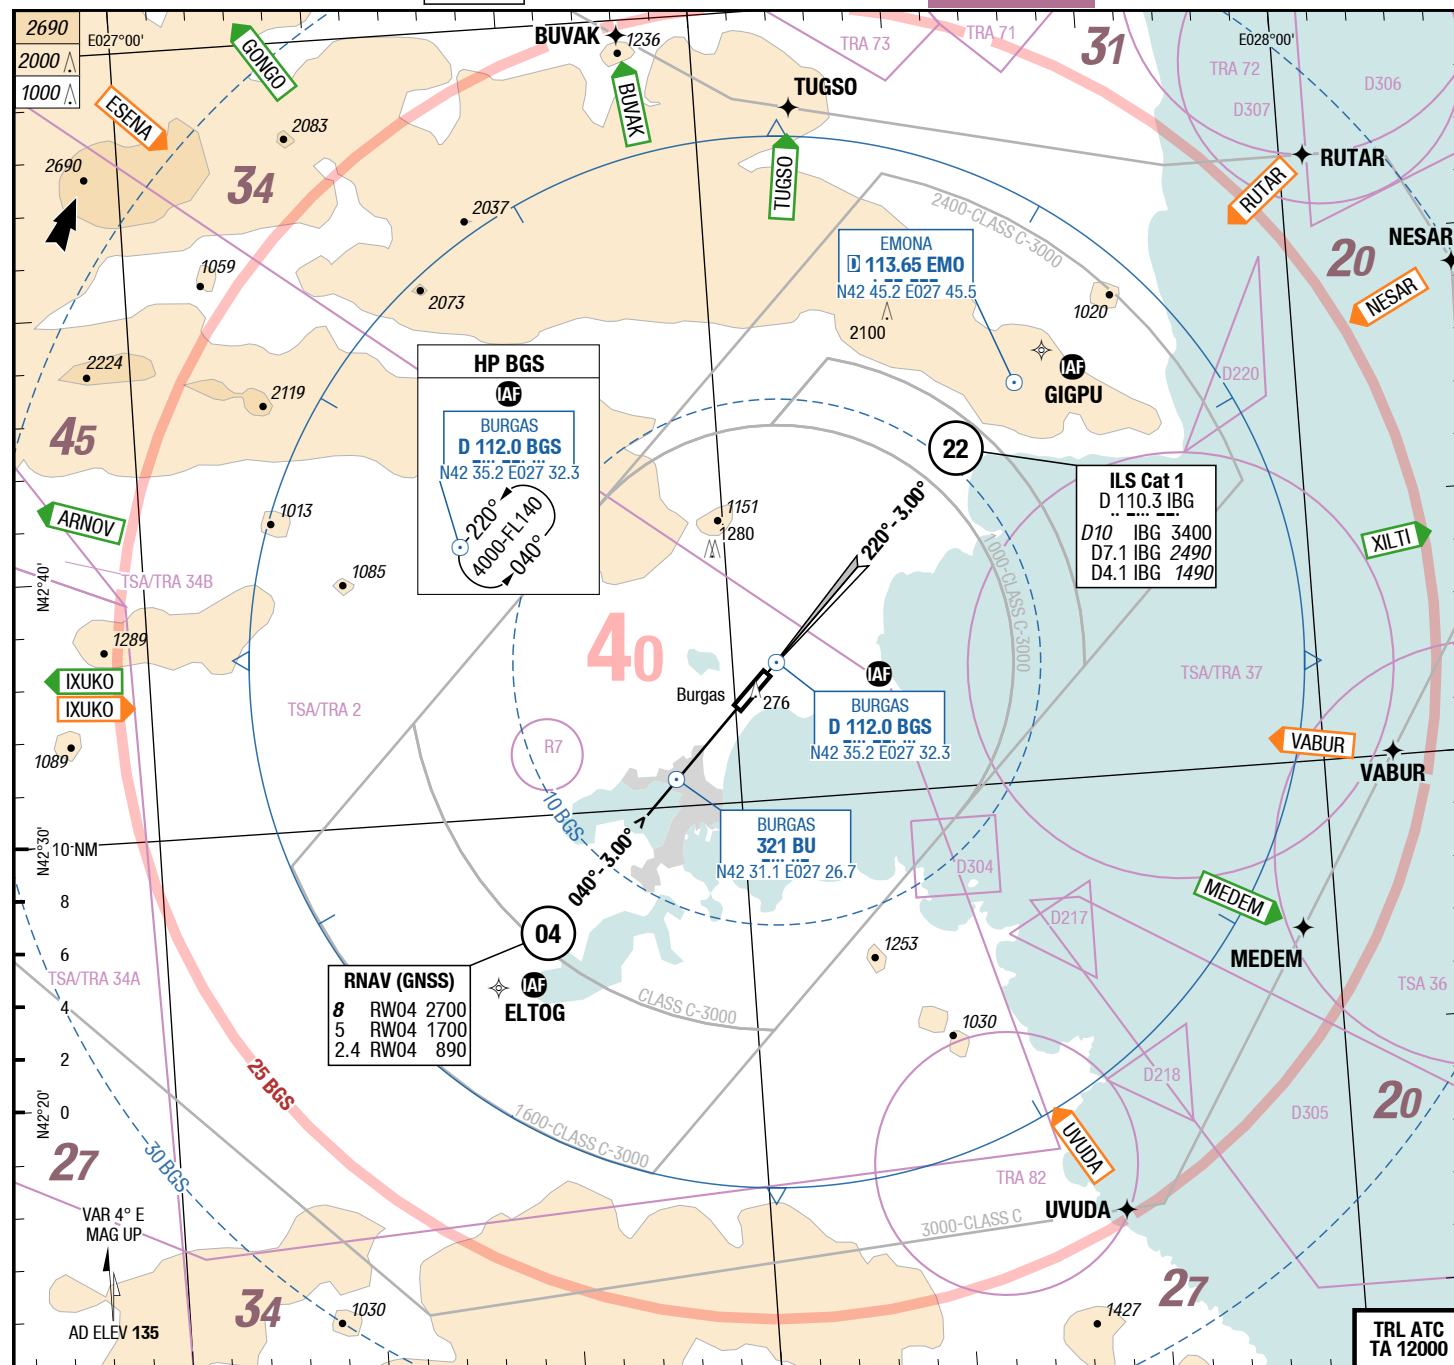 2690
2000
1000
E027°00'
GONGO
ESENA
BUVAK
1236
BUVAK
TUGSO
TUGSO
TRA 73
TRA 71
31
E028°00'
TRA 72
D307
D306
RUTAR
RUTAR
NESAR
NESAR
20
2083
2690
34
2037
1059
2073
2224
2119
45
2400-CLASS C-3000
EMONA
D 113.65 EMO
N42 45.2 E027 45.5
2100
1020
IAF
GIGPU
D220
HP BGS
IAF
BURGAS
D 112.0 BGS
N42 35.2 E027 32.3
220°
4000-FL140
040°
22
ILS Cat 1
D 110.3 IBG
D10 IBG 3400
D7.1 IBG 2490
D4.1 IBG 1490
220°- 3.00°
1151
1280
1000-CLASS C-3000
ARNOV
1013
1085
TSA/TRA 34B
N42°40'
1289
IXUKO
IXUKO
1089
TSA/TRA 2
40
R7
Burgas
276
IAF
BURGAS
D 112.0 BGS
N42 35.2 E027 32.3
XILTI
TSA/TRA 37
VABUR
VABUR
10 BGS
BURGAS
321 BU
N42 31.1 E027 26.7
N42°30'
10 NM
8
6
4
2
0
N42°20'
040°- 3.00° >
04
RNAV (GNSS)
8 RW04 2700
5 RW04 1700
2.4 RW04 890
IAF
ELTOG
CLASS C-3000
1600-CLASS C-3000
D304
D217
1253
1030
MEDEM
MEDEM
TSA 36
D218
D305
20
TSA/TRA 34A
25 BGS
30 BGS
27
UVUDA
TRA 82
UVUDA
3000-CLASS C
27
VAR 4° E
MAG UP
AD ELEV 135
34
1030
1427
TRL ATC
TA 12000